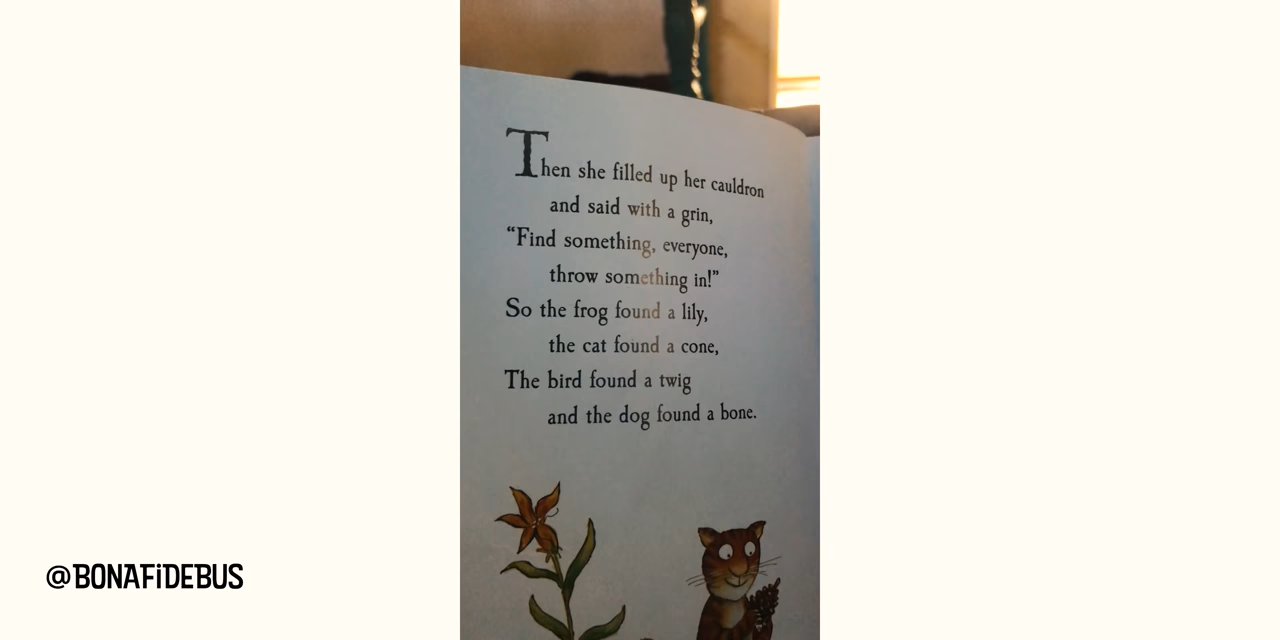 Then she filled up her cauldron
and said with a grin,
“Find something, everyone,
throw something in!”
So the frog found a lily,
the cat found a cone,
The bird found a twig
and the dog found a bone.
@BONAFiDEBUS